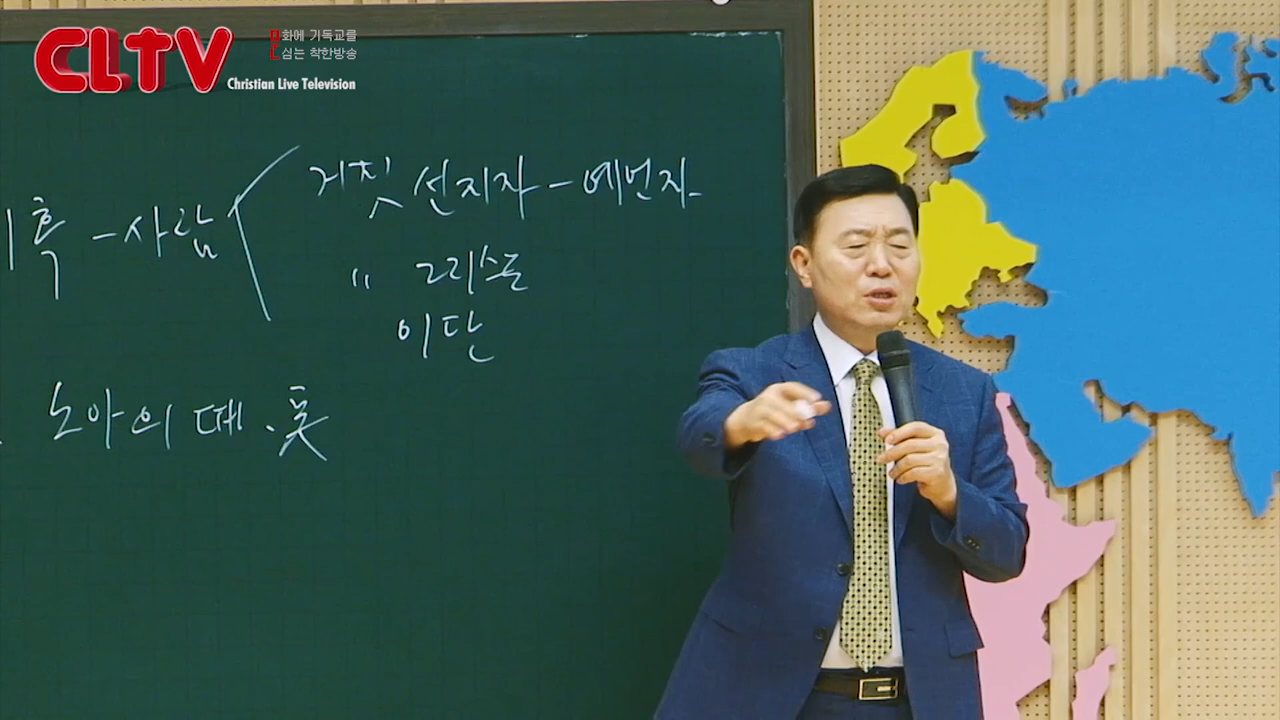 CLTV
문화에 기독교를
심는 착한방송
Christian Live Television
미혹 - 사람
거짓 선지자 - 예언자
〃 그리스도
이단
노아의 때.